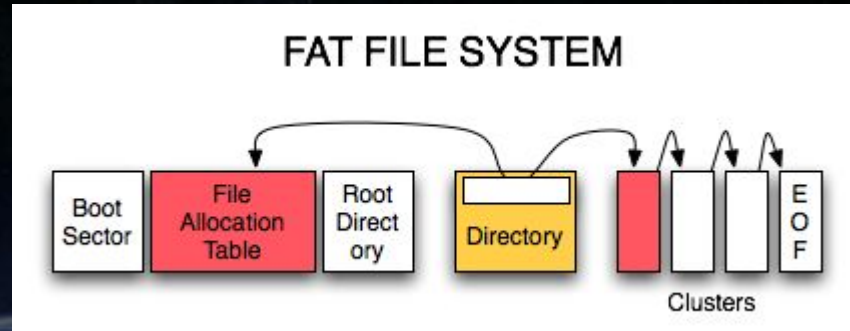 FAT FILE SYSTEM
Boot
Sector
File
Allocation
Table
Root
Direct
ory
Directory
E
O
F
Clusters